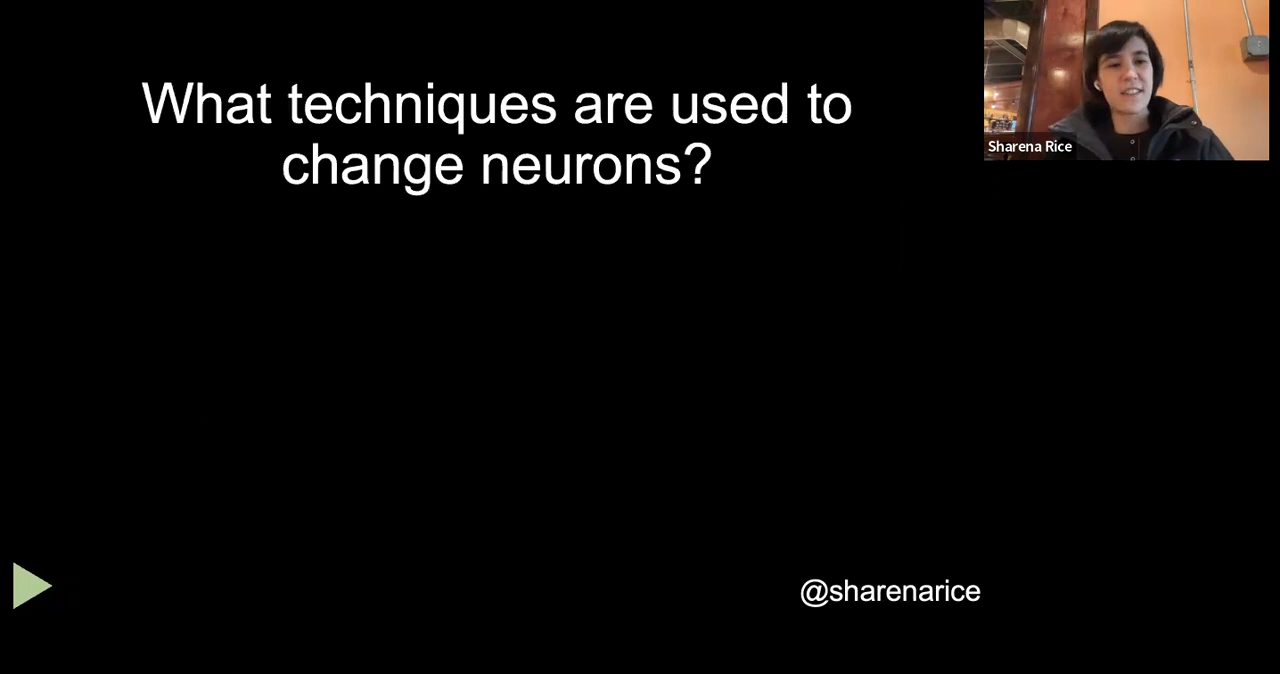 What techniques are used to
change neurons?
Sharena Rice
@sharenarice